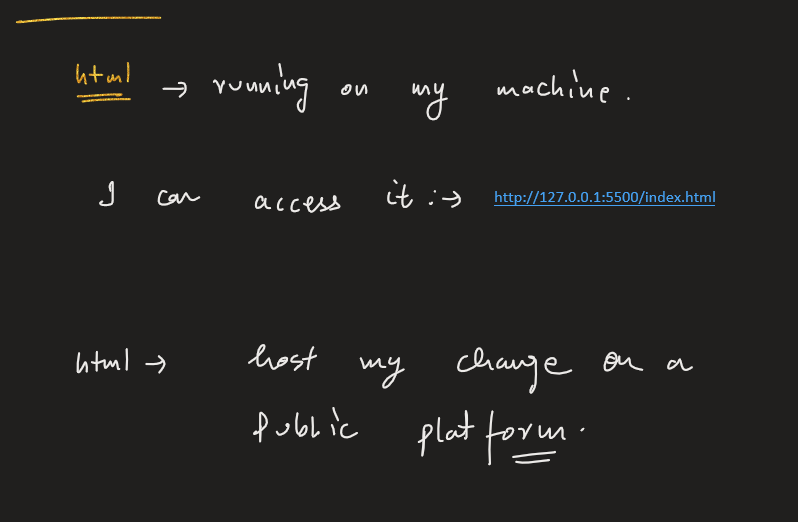 html → running on my machine.
I can access it :→ http://127.0.0.1:5500/index.html
html → host my change on a
public platform.